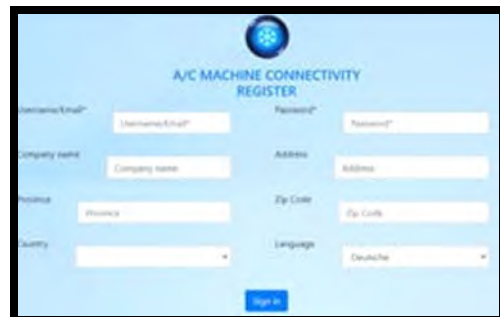 A/C MACHINE CONNECTIVITY
REGISTER
Username/Email* Password*
Username/Email* Password*
Company name Address
Company name Address
Province Zip Code
Province Zip Code
Country Language
Deutsche
Sign in